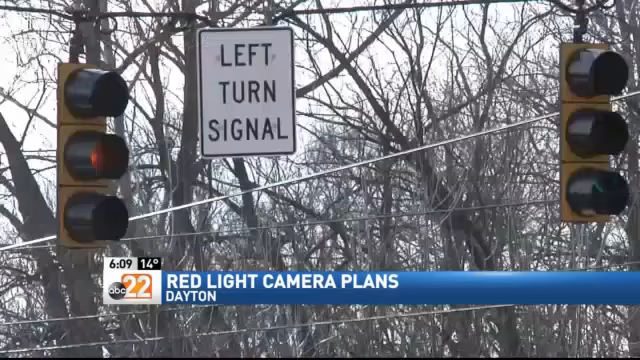 LEFT
TURN
SIGNAL
6:09 14°
abc 22
RED LIGHT CAMERA PLANS
DAYTON